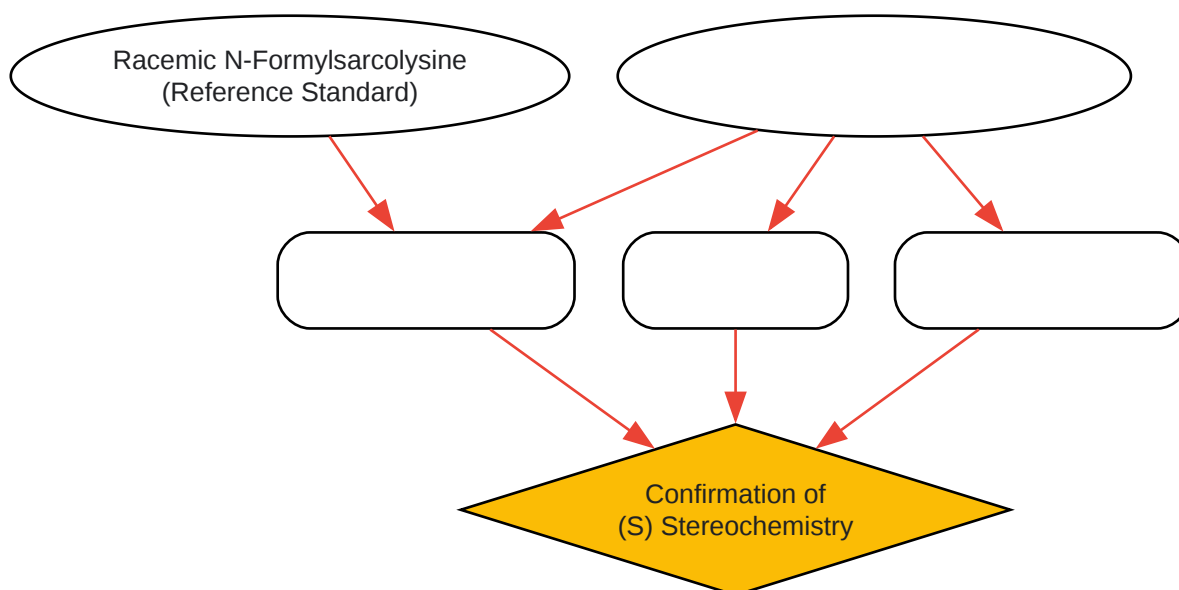 Racemic N-Formylsarcolysine
(Reference Standard)
Confirmation of
(S) Stereochemistry